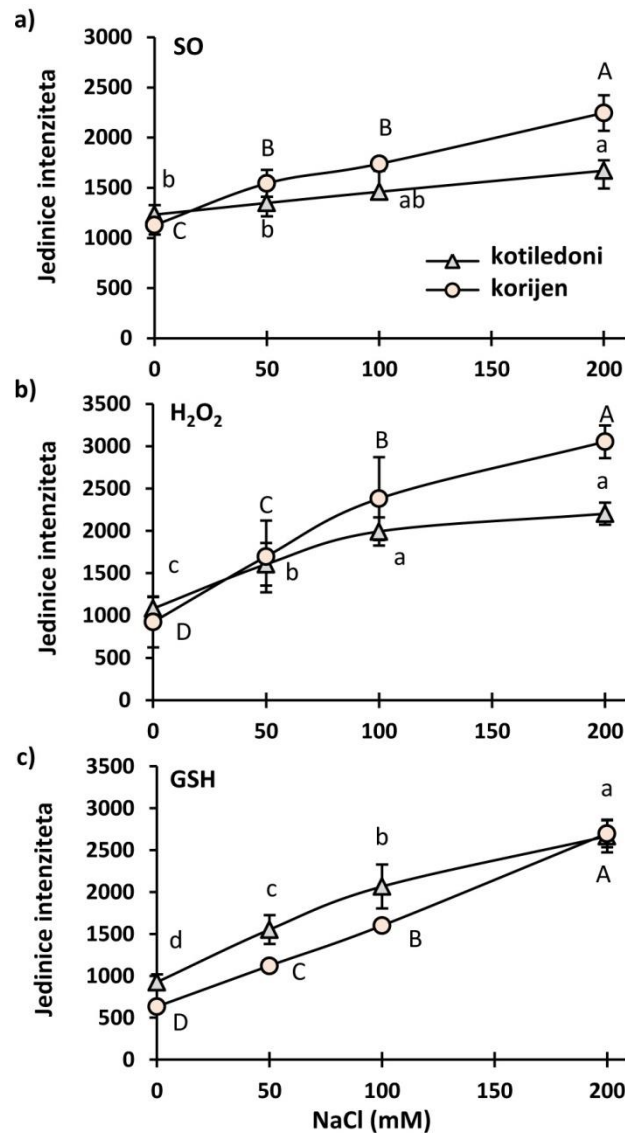 a)
SO
Jedinice intenziteta
3000
2500
2000
1500
1000
500
0
b
C
B
b
B
ab
A
a
kotiledoni
korijen
0 50 100 150 200
b)
H₂O₂
Jedinice intenziteta
3500
3000
2500
2000
1500
1000
500
0
c
D
C
b
B
a
A
a
0 50 100 150 200
c)
GSH
Jedinice intenziteta
3500
3000
2500
2000
1500
1000
500
0
d
D
c
C
b
B
a
A
0 50 100 150 200
NaCl (mM)